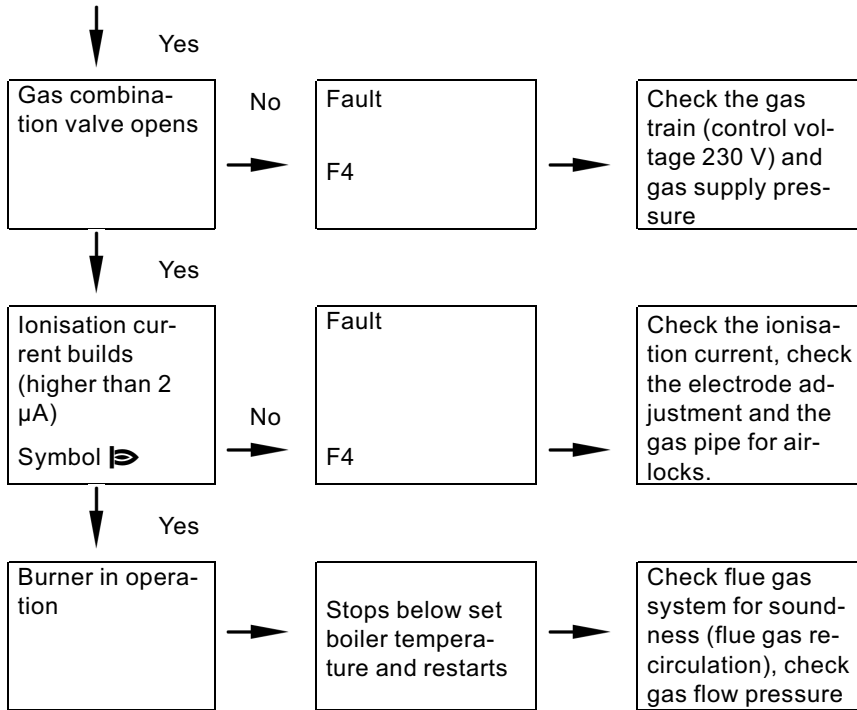 Yes
Gas combina-
tion valve opens
No
Fault
F4
Check the gas
train (control vol-
tage 230 V) and
gas supply pres-
sure
Yes
Ionisation cur-
rent builds
(higher than 2
µA)
Symbol
No
Fault
F4
Check the ionisa-
tion current, check
the electrode ad-
justment and the
gas pipe for air-
locks.
Yes
Burner in opera-
tion
Stops below set
boiler tempera-
ture and restarts
Check flue gas
system for sound-
ness (flue gas re-
circulation), check
gas flow pressure